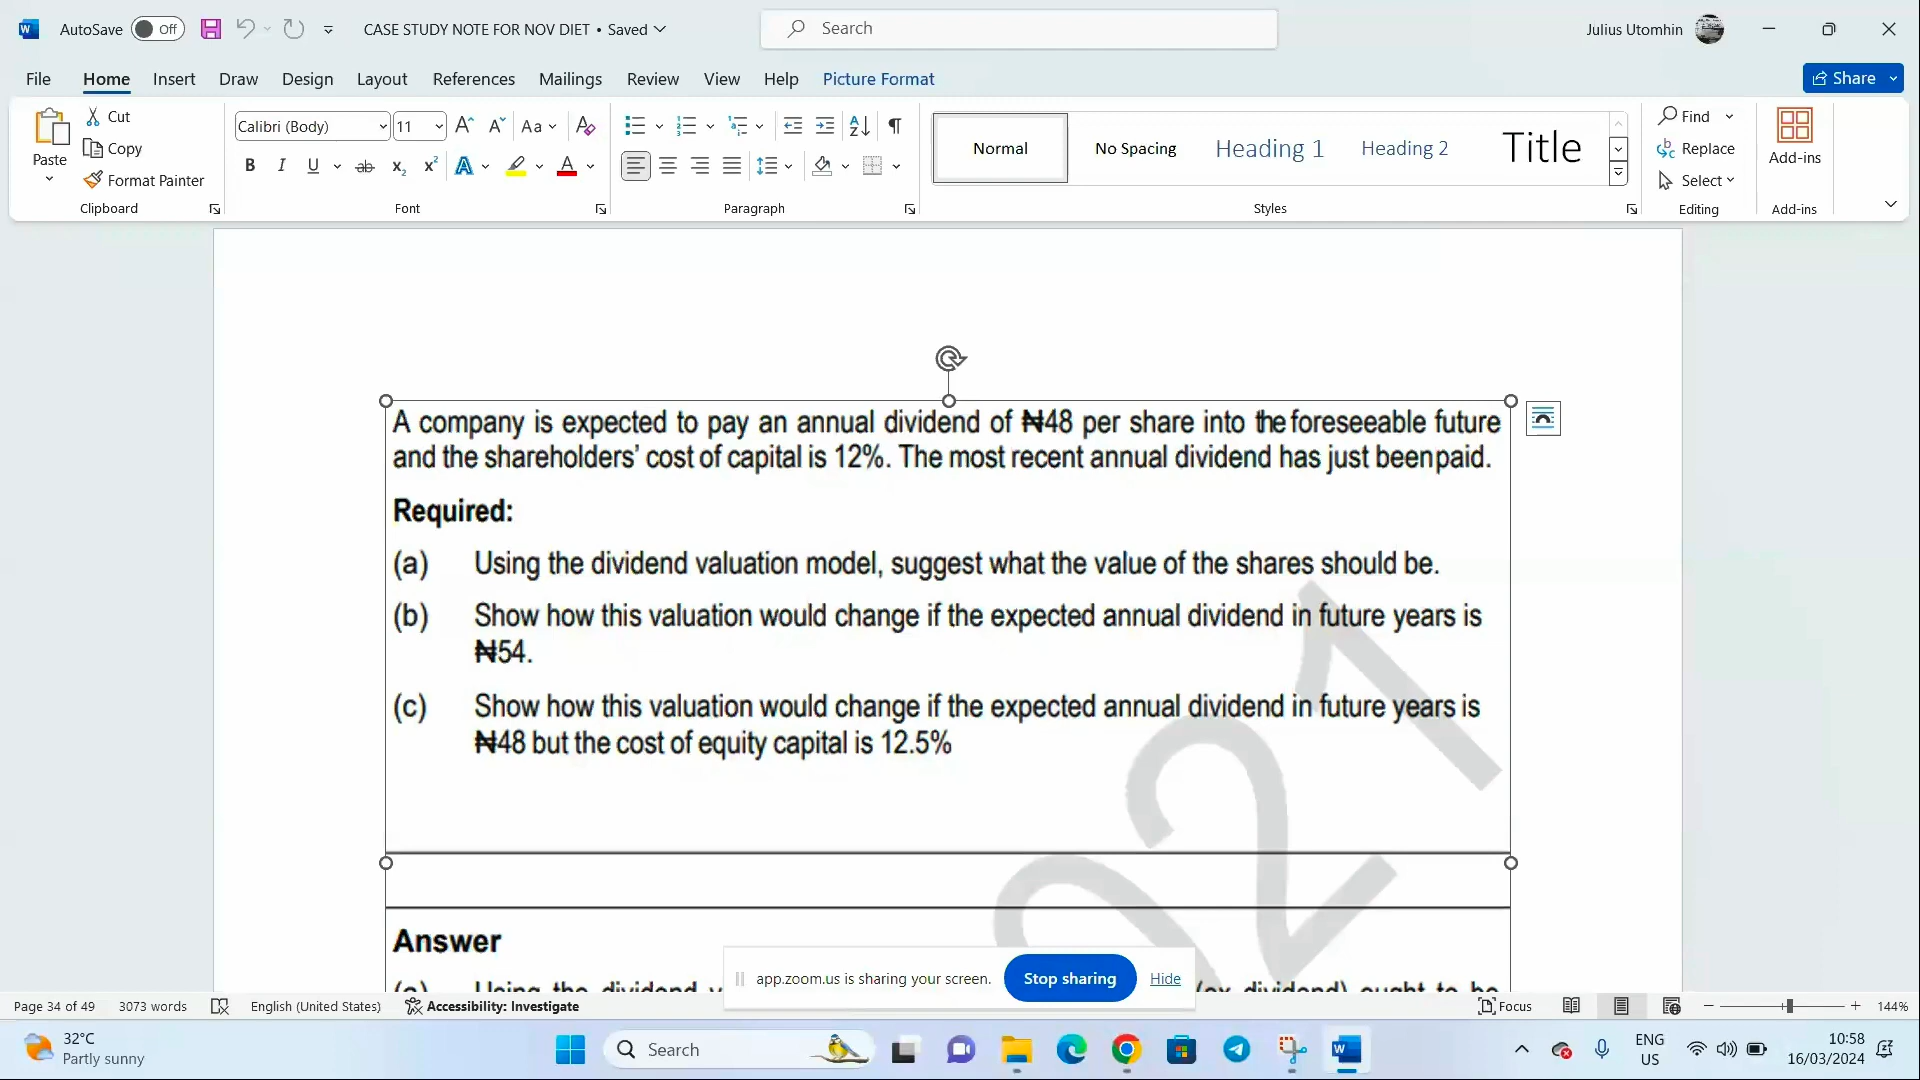 AutoSave Off CASE STUDY NOTE FOR NOV DIET • Saved Search Julius Utomhin
File Home Insert Draw Design Layout References Mailings Review View Help Picture Format Share
Paste Cut Copy Format Painter Clipboard
Calibri (Body) 11 Font
Paragraph
Normal No Spacing Heading 1 Heading 2 Title Styles
Find Replace Select Editing
Add-ins Add-ins
A company is expected to pay an annual dividend of ₦48 per share into the foreseeable future
and the shareholders’ cost of capital is 12%. The most recent annual dividend has just been paid.
Required:
(a) Using the dividend valuation model, suggest what the value of the shares should be.
(b) Show how this valuation would change if the expected annual dividend in future years is
₦54.
(c) Show how this valuation would change if the expected annual dividend in future years is
₦48 but the cost of equity capital is 12.5%
021
Answer
app.zoom.us is sharing your screen. Stop sharing Hide
Page 34 of 49 3073 words English (United States) Accessibility: Investigate Focus 144%
32°C
Partly sunny
Search
ENG
US
10:58
16/03/2024